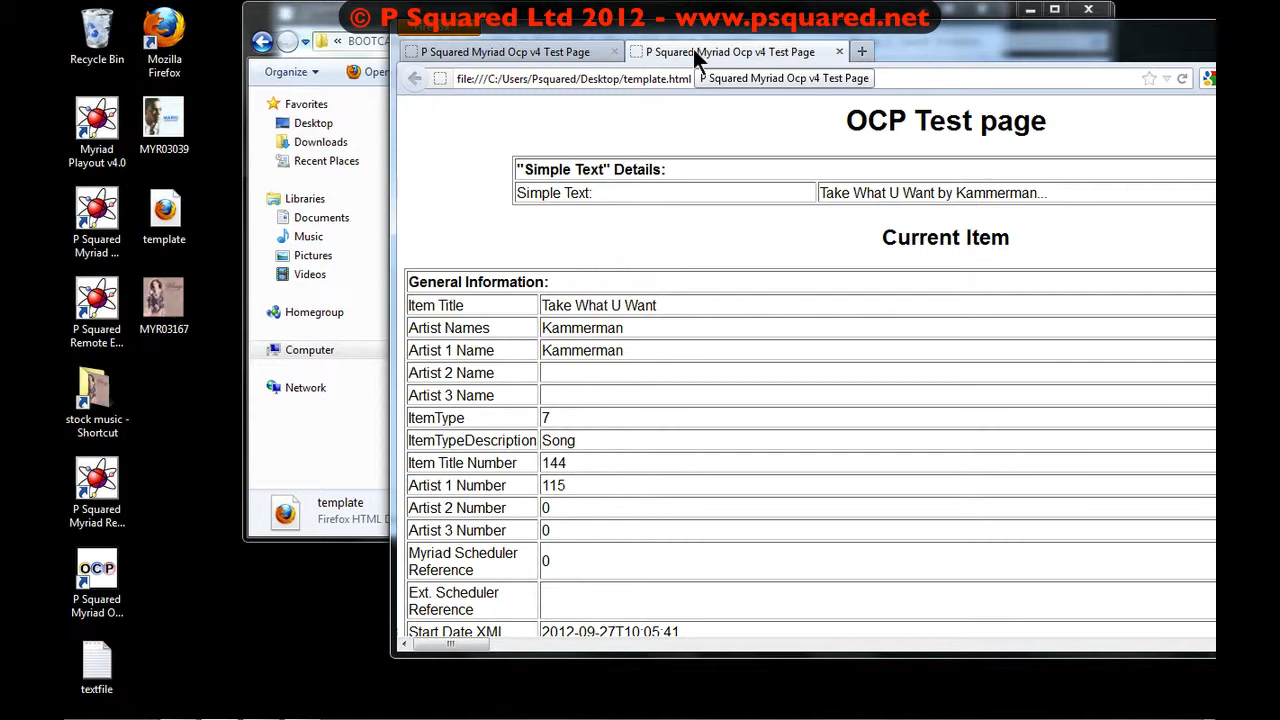 © P Squared Ltd 2012 - www.psquared.net
Recycle Bin
Mozilla Firefox
Myriad Playout v4.0
MYR03039
P Squared Myriad ...
template
P Squared Remote E...
MYR03167
stock music - Shortcut
P Squared Myriad Re...
OCP
P Squared Myriad O...
textfile
BOOTCA
Organize
Open
Favorites
Desktop
Downloads
Recent Places
Libraries
Documents
Music
Pictures
Videos
Homegroup
Computer
Network
template
Firefox HTML D
P Squared Myriad Ocp v4 Test Page
P Squared Myriad Ocp v4 Test Page
file:///C:/Users/Psquared/Desktop/template.html
P Squared Myriad Ocp v4 Test Page
OCP Test page
"Simple Text" Details:
Simple Text: Take What U Want by Kammerman...
Current Item
General Information:
Item Title Take What U Want
Artist Names Kammerman
Artist 1 Name Kammerman
Artist 2 Name
Artist 3 Name
ItemType 7
ItemTypeDescription Song
Item Title Number 144
Artist 1 Number 115
Artist 2 Number 0
Artist 3 Number 0
Myriad Scheduler Reference 0
Ext. Scheduler Reference
Start Date XML 2012-09-27T10:05:41